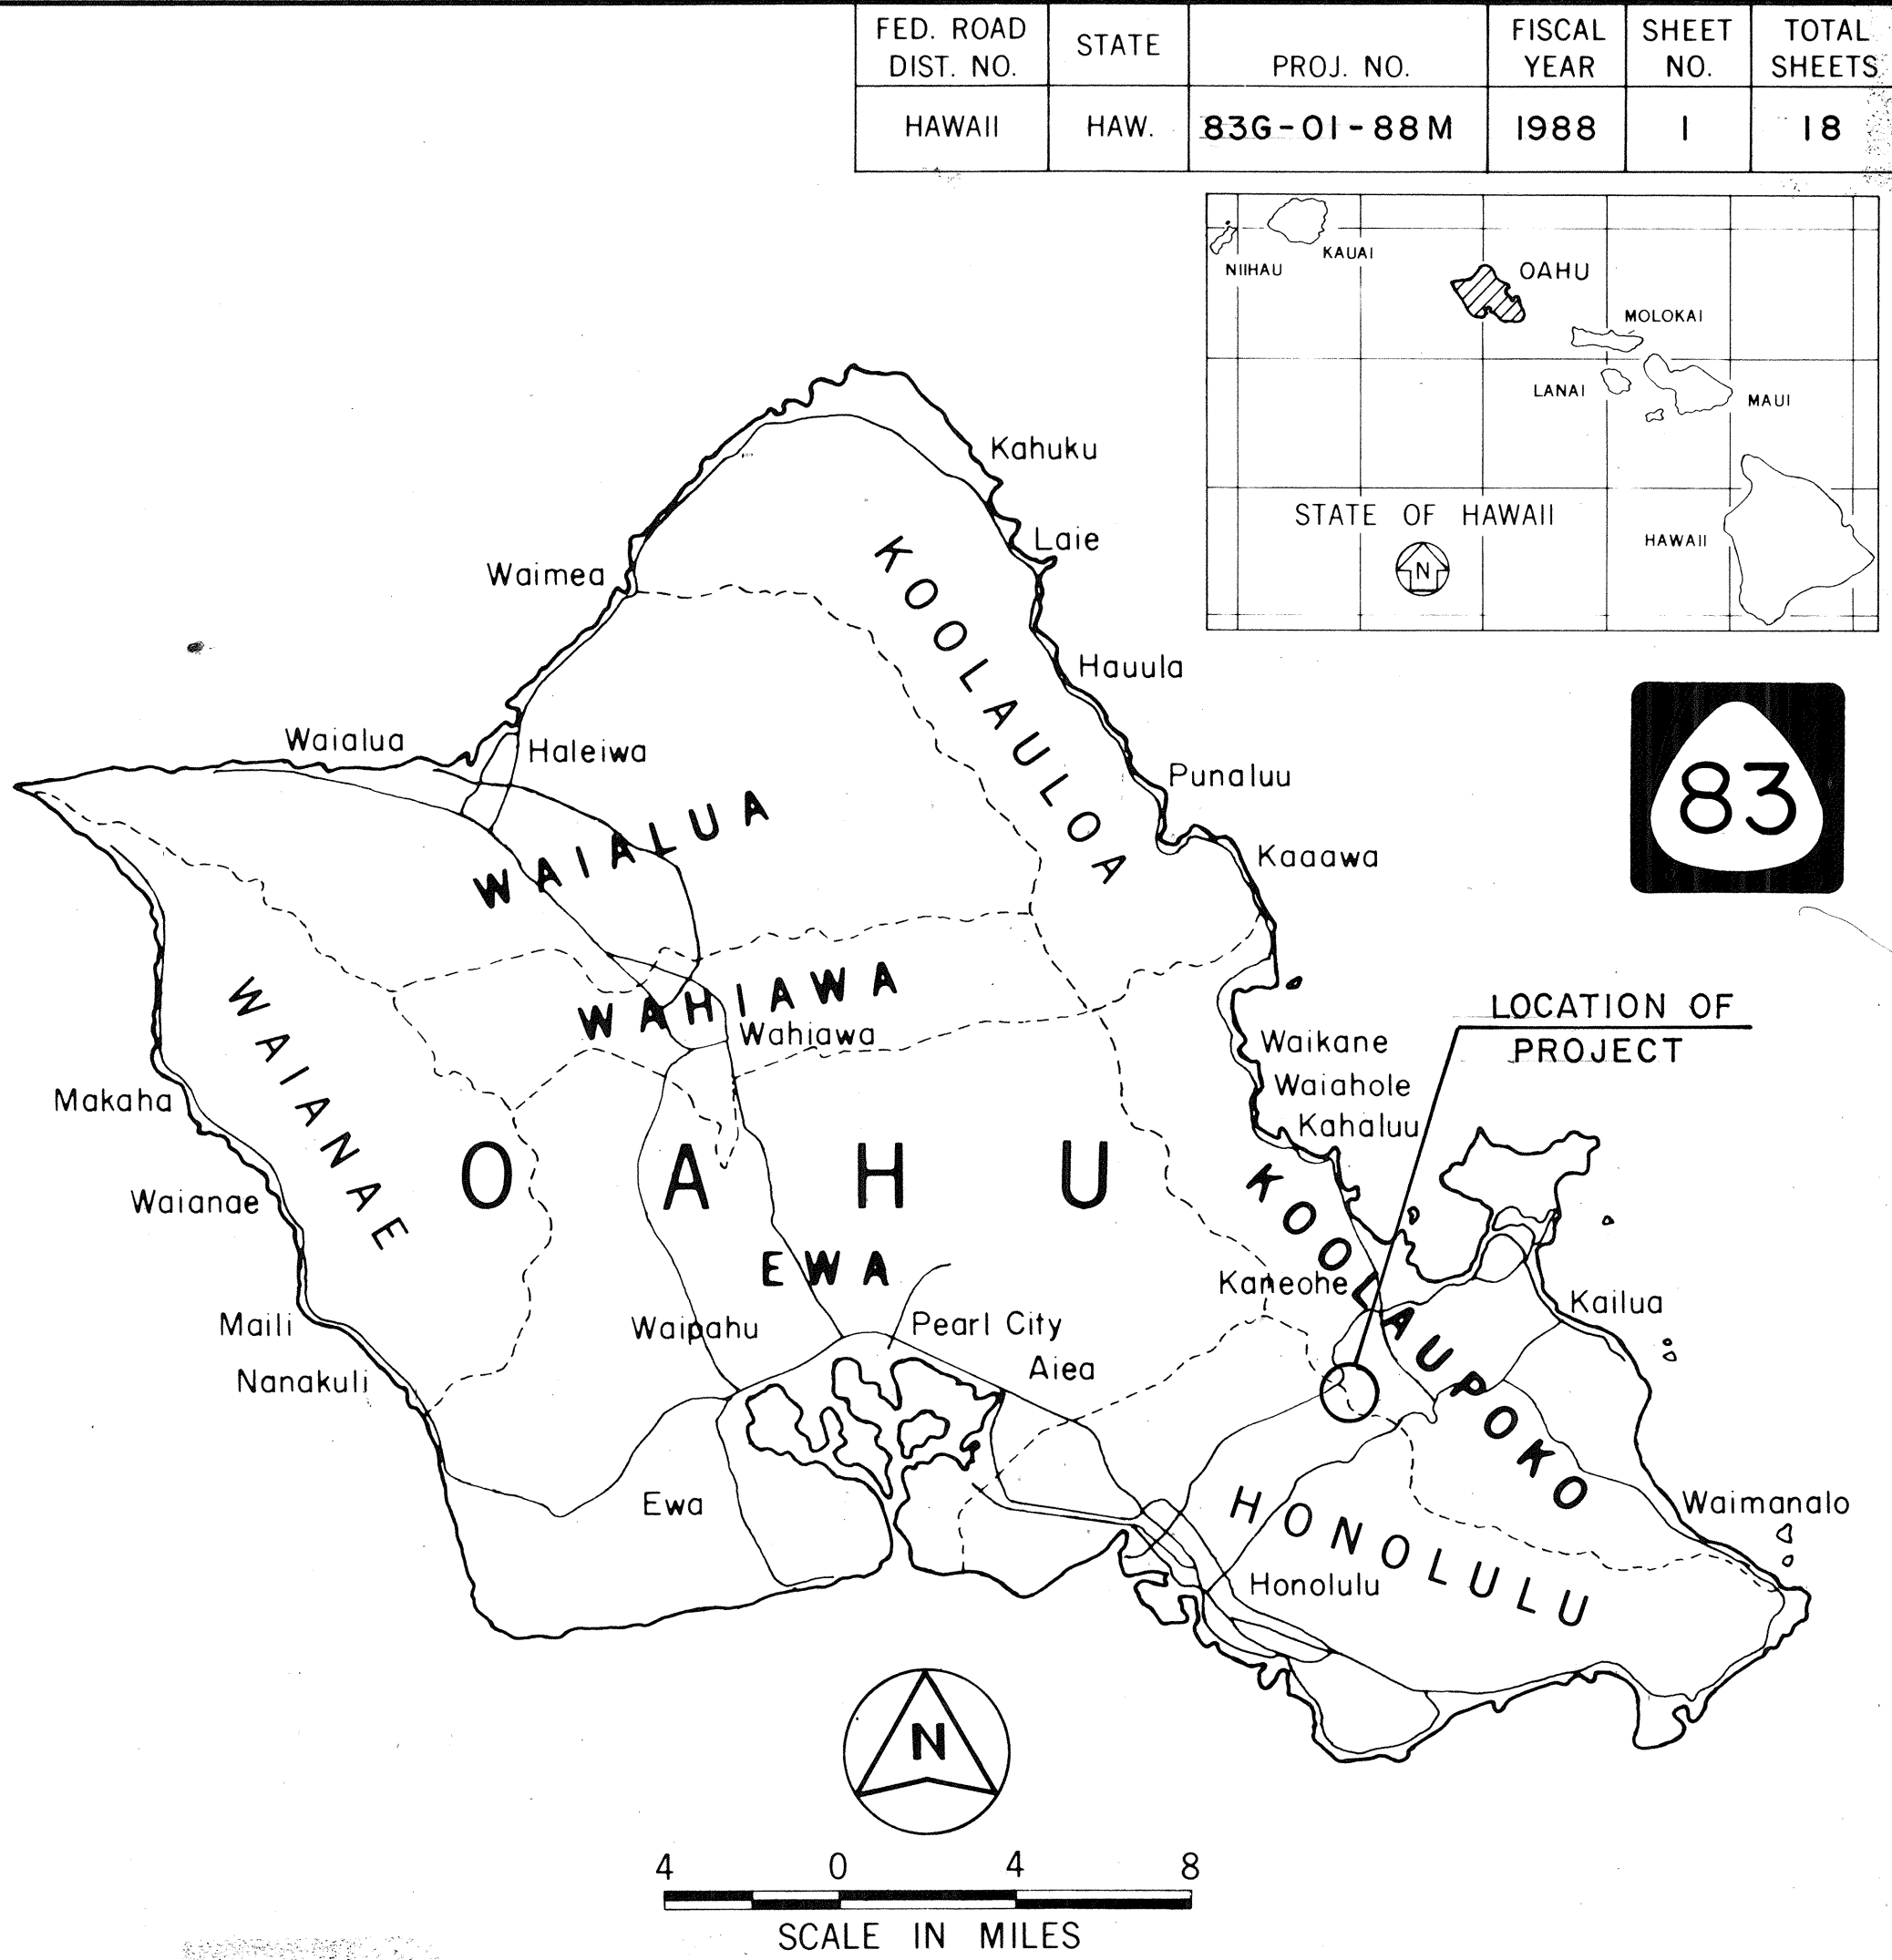 FED. ROAD DIST. NO.
STATE
PROJ. NO.
FISCAL YEAR
SHEET NO.
TOTAL SHEETS
HAWAII
HAW.
83G-01-88M
1988
1
18
NIIHAU
KAUAI
OAHU
MOLOKAI
LANAI
MAUI
STATE OF HAWAII
HAWAII
N
Kahuku
Laie
Waimea
KOOLAULOA
Hauula
83
Waialua
Haleiwa
Punaluu
WAIALUA
Kaaawa
WAHIAWA
Wahiawa
WAIANAE
LOCATION OF
PROJECT
Waikane
Waiahole
Kahaluu
Makaha
OAHU
KOOLAUPOKO
Waianae
EWA
Kaneohe
Kailua
Maili
Waipahu
Pearl City
Aiea
Nanakuli
Ewa
HONOLULU
Waimanalo
Honolulu
N
4 0 4 8
SCALE IN MILES